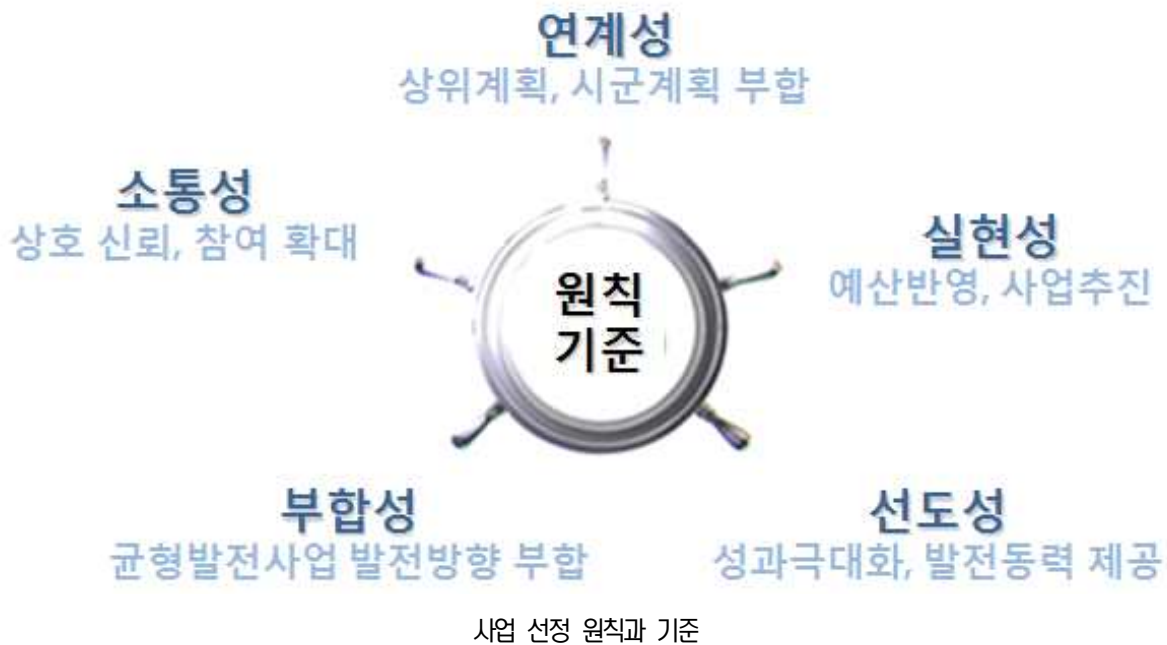 연계성
상위계획, 시군계획 부합
소통성
상호 신뢰, 참여 확대
실현성
예산반영, 사업추진
원칙
기준
부합성
균형발전사업 발전방향 부합
선도성
성과극대화, 발전동력 제공
사업 선정 원칙과 기준